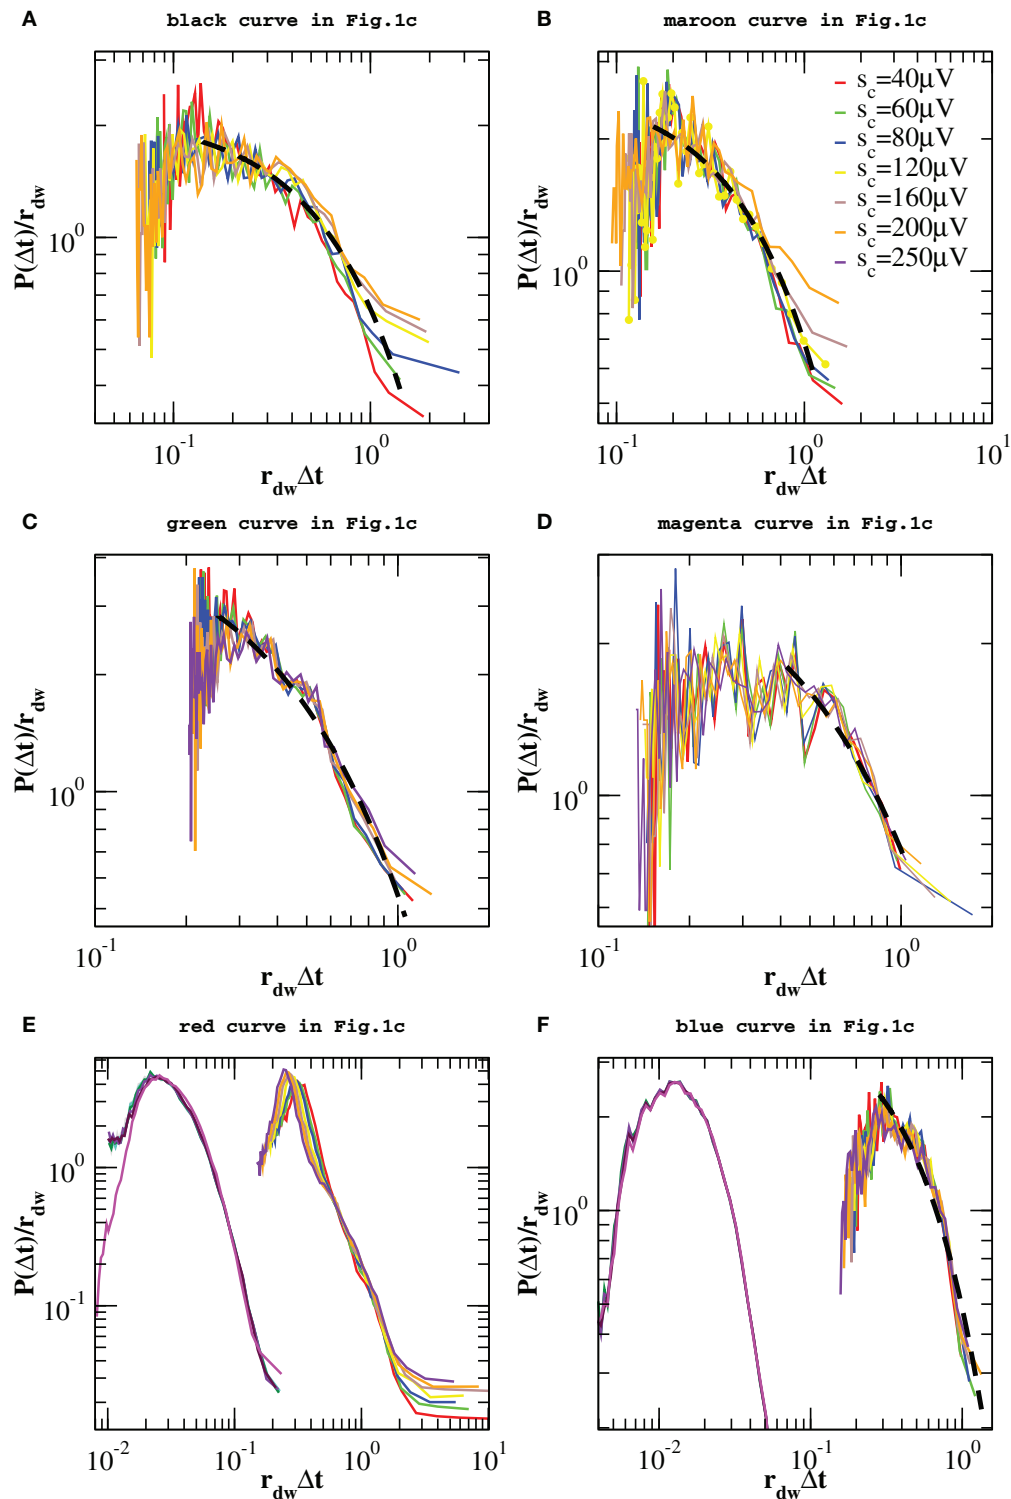 A black curve in Fig.1c
P(Δt)/r_dw
10^0
10^-1 10^0
r_dwΔt
B maroon curve in Fig.1c
s_c=40μV
s_c=60μV
s_c=80μV
s_c=120μV
s_c=160μV
s_c=200μV
s_c=250μV
P(Δt)/r_dw
10^0
10^-1 10^0 10^1
r_dwΔt
C green curve in Fig.1c
P(Δt)/r_dw
10^0
10^-1 10^0
r_dwΔt
D magenta curve in Fig.1c
P(Δt)/r_dw
10^0
10^-1 10^0
r_dwΔt
E red curve in Fig.1c
P(Δt)/r_dw
10^0
10^-1
10^-2 10^-1 10^0 10^1
r_dwΔt
F blue curve in Fig.1c
P(Δt)/r_dw
10^0
10^-2 10^-1 10^0
r_dwΔt